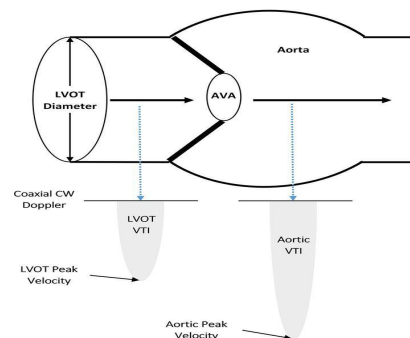 Aorta
LVOT
Diameter
AVA
Coaxial CW
Doppler
LVOT
VTI
Aortic
VTI
LVOT Peak
Velocity
Aortic Peak
Velocity